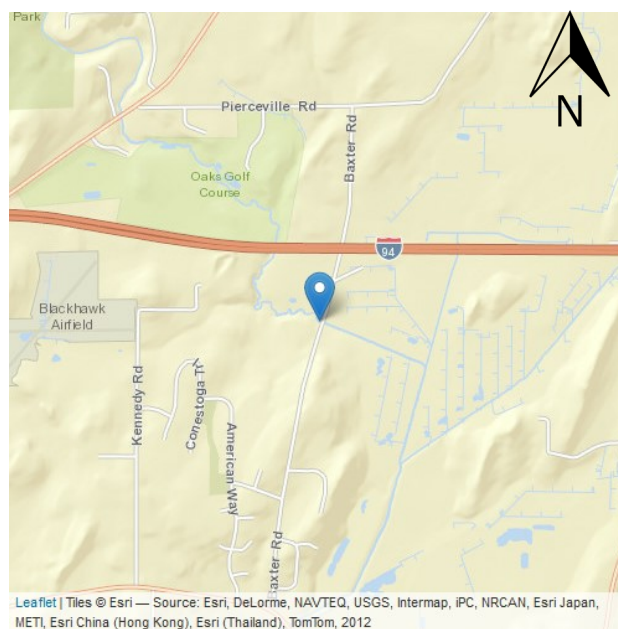 Park
N
Pierceville Rd
Baxter Rd
Oaks Golf
Course
94
Blackhawk
Airfield
Kennedy Rd
Conestoga Tr
American Way
Baxter Rd
Leaflet | Tiles © Esri — Source: Esri, DeLorme, NAVTEQ, USGS, Intermap, iPC, NRCAN, Esri Japan,
METI, Esri China (Hong Kong), Esri (Thailand), TomTom, 2012